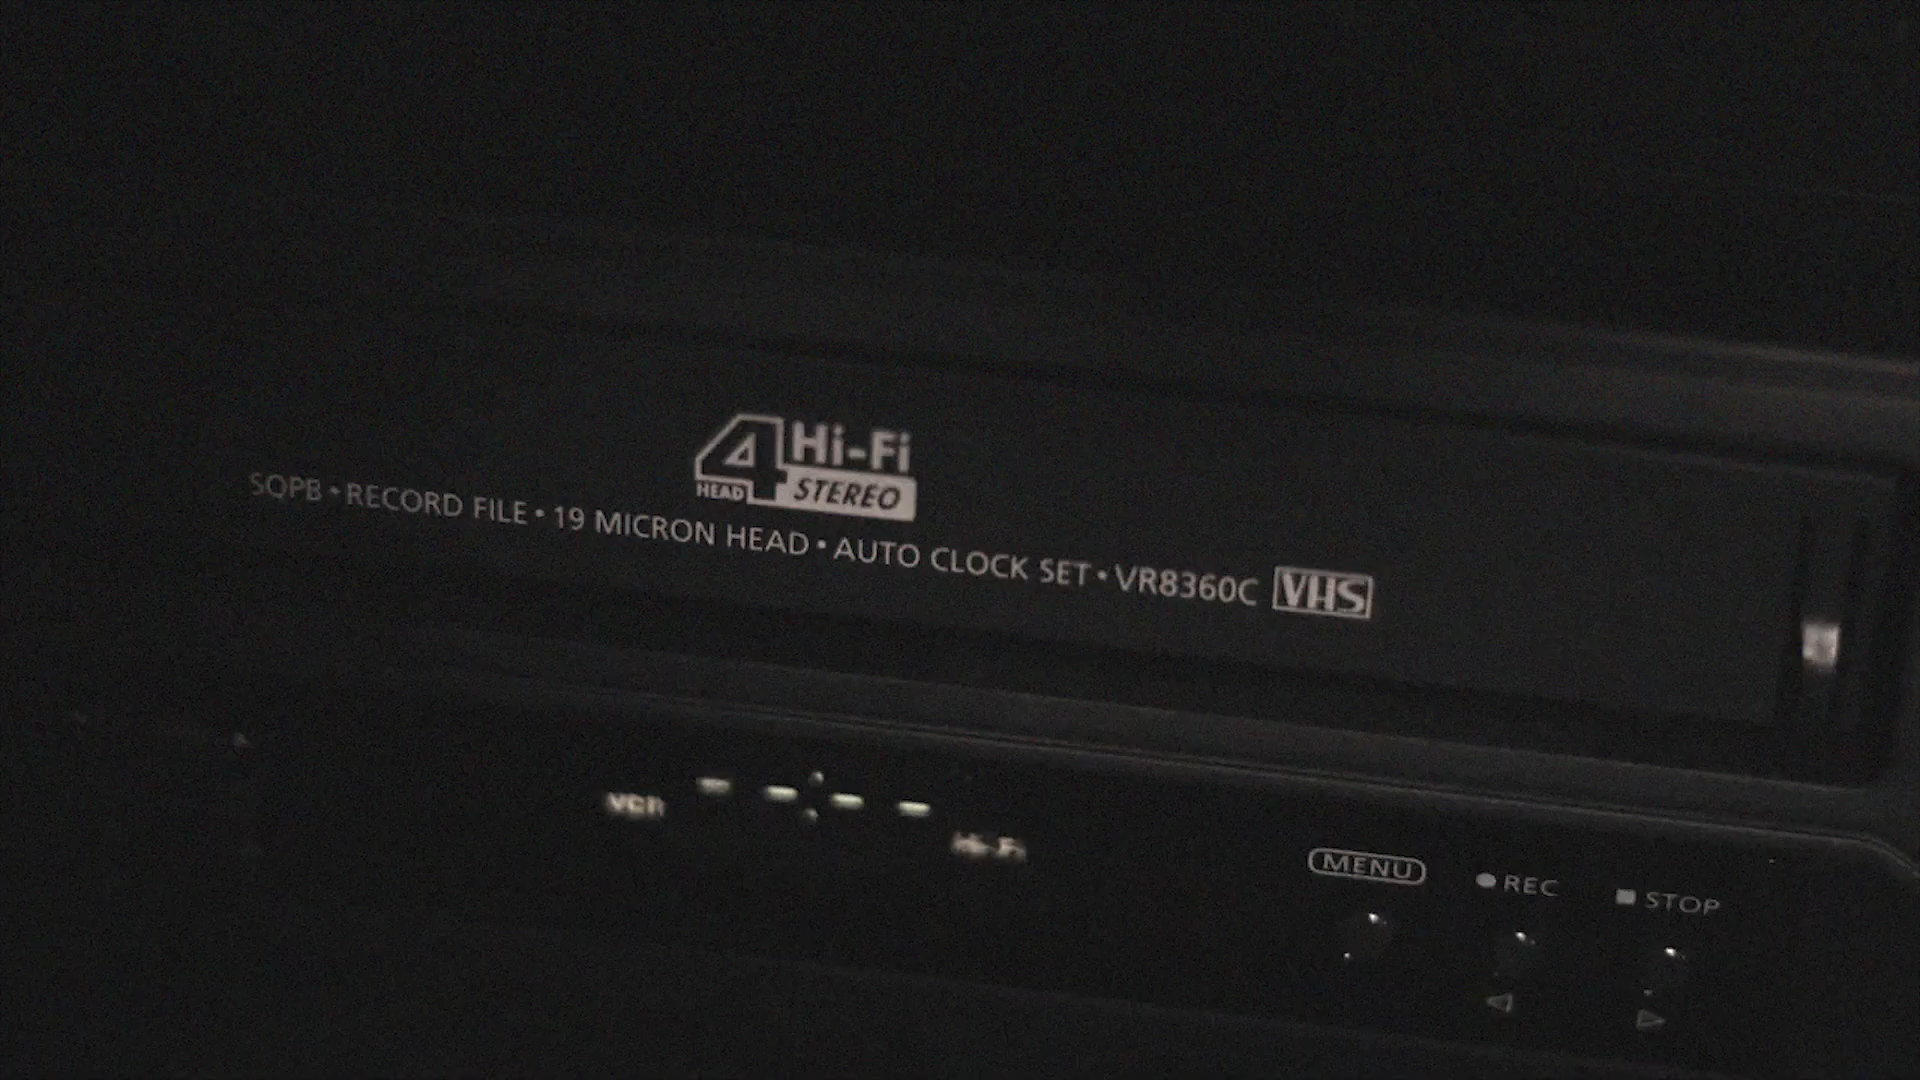 4 Hi-Fi
HEAD STEREO
SQPB • RECORD FILE • 19 MICRON HEAD • AUTO CLOCK SET • VR8360C VHS
VCR -- : -- Hi-Fi
MENU ● REC ■ STOP